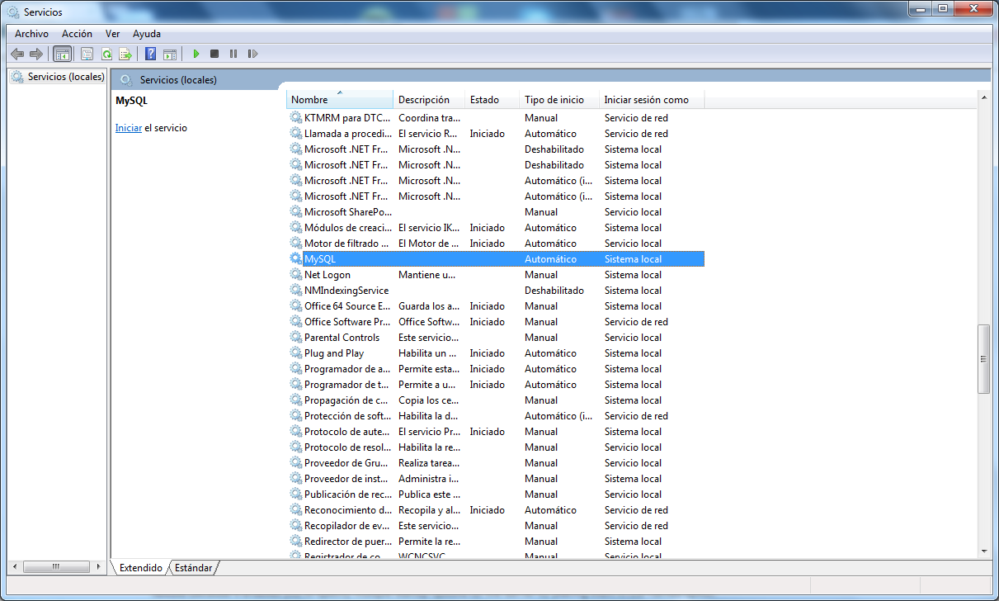 Servicios
Archivo Acción Ver Ayuda
Servicios (locales)
Servicios (locales)
MySQL
Iniciar el servicio
Nombre Descripción Estado Tipo de inicio Iniciar sesión como
KTMRM para DTC... Coordina tra... Manual Servicio de red
Llamada a procedi... El servicio R... Iniciado Automático Servicio de red
Microsoft .NET Fr... Microsoft .N... Deshabilitado Sistema local
Microsoft .NET Fr... Microsoft .N... Deshabilitado Sistema local
Microsoft .NET Fr... Microsoft .N... Automático (i... Sistema local
Microsoft .NET Fr... Microsoft .N... Automático (i... Sistema local
Microsoft SharePo... Manual Servicio local
Módulos de creaci... El servicio IK... Iniciado Automático Sistema local
Motor de filtrado ... El Motor de ... Iniciado Automático Servicio local
MySQL Automático Sistema local
Net Logon Mantiene u... Manual Sistema local
NMIndexingService Deshabilitado Sistema local
Office 64 Source E... Guarda los a... Iniciado Manual Sistema local
Office Software Pr... Office Softw... Iniciado Manual Servicio de red
Parental Controls Este servicio... Manual Servicio local
Plug and Play Habilita un ... Iniciado Automático Sistema local
Programador de a... Permite esta... Iniciado Automático Sistema local
Programador de t... Permite a u... Iniciado Automático Sistema local
Propagación de c... Copia los ce... Manual Sistema local
Protección de soft... Habilita la d... Automático (i... Servicio de red
Protocolo de aute... El servicio Pr... Iniciado Manual Sistema local
Protocolo de resol... Habilita la re... Manual Servicio local
Proveedor de Gru... Realiza tarea... Manual Servicio local
Proveedor de inst... Administra i... Manual Sistema local
Publicación de rec... Publica este ... Manual Servicio local
Reconocimiento d... Recopila y al... Iniciado Automático Servicio de red
Recopilador de ev... Este servicio... Manual Servicio de red
Redirector de puer... Permite la re... Manual Sistema local
Registrador de co... WCNCSVC ... Manual Servicio local
Extendido Estándar